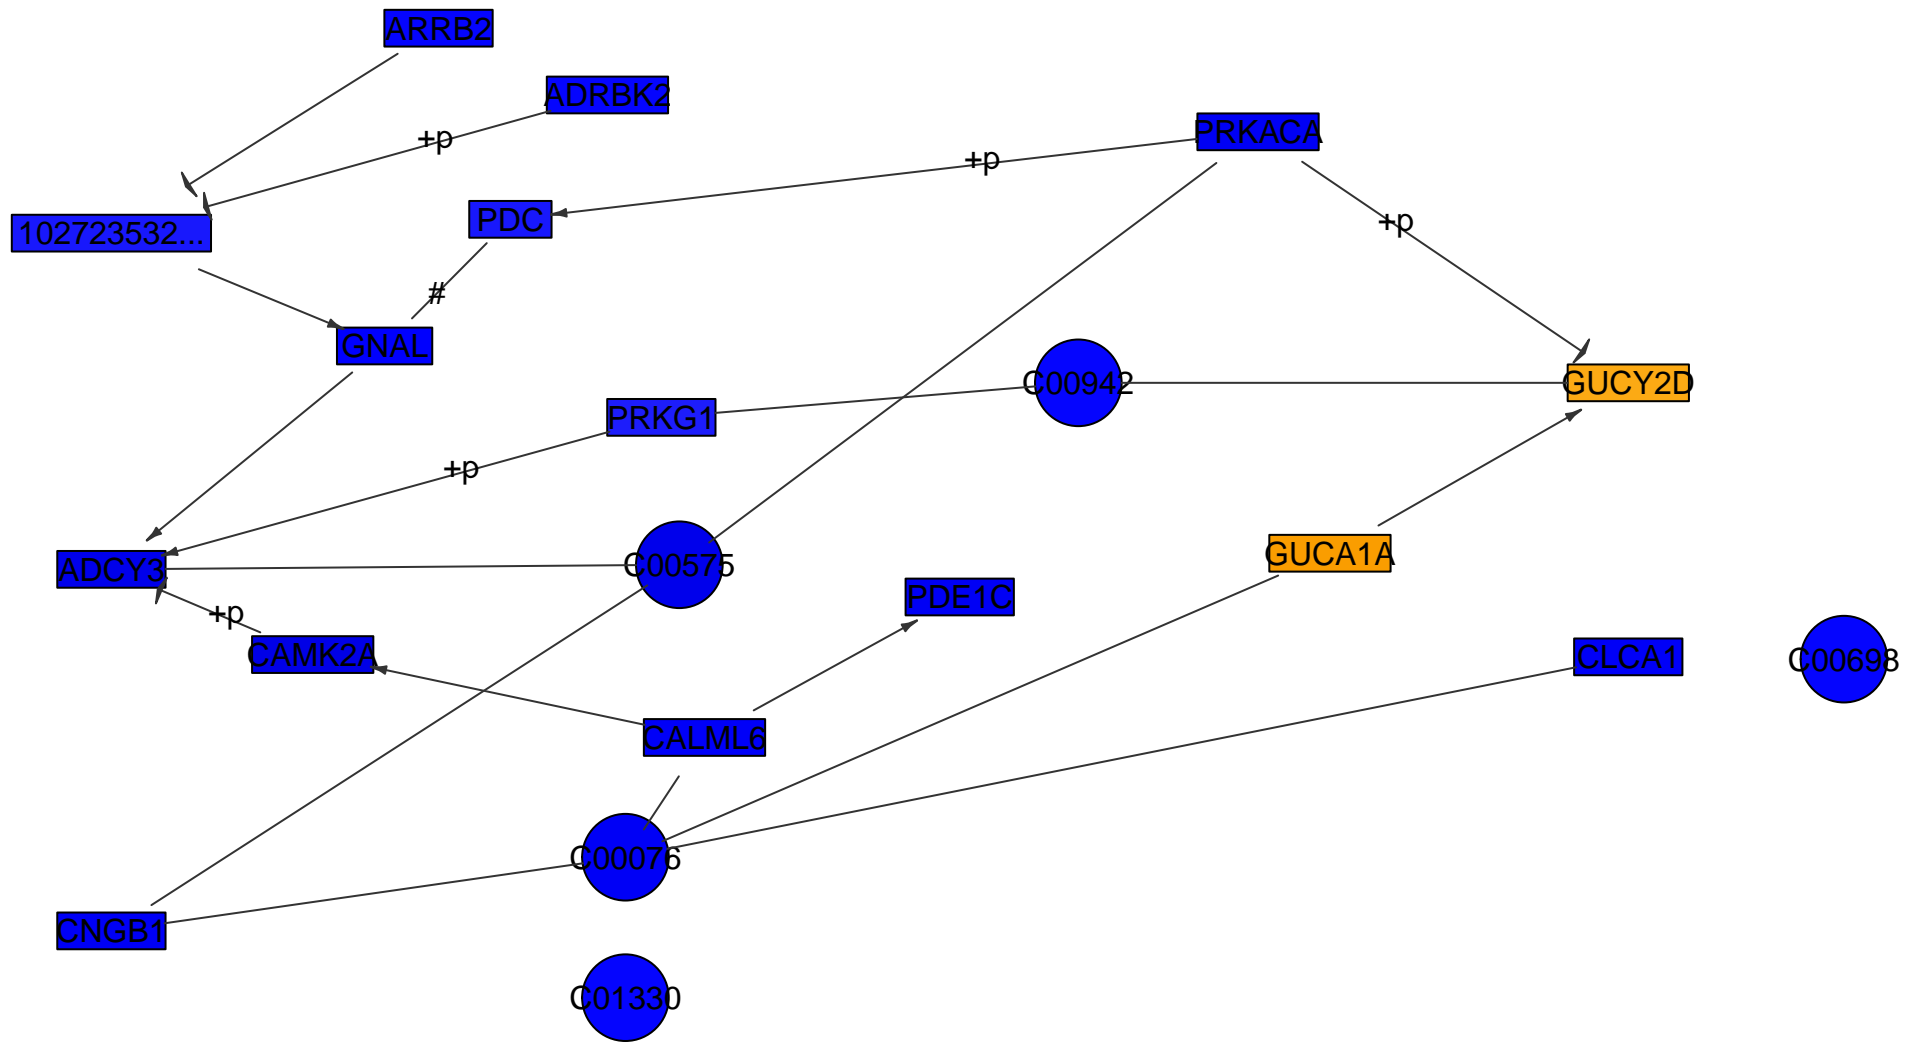 ARRB2
ADRBK2
PRKACA
+p
+p
PDC
+p
102723532...
#
GNAL
C00942
GUCY2D
PRKG1
+p
GUCA1A
C00575
ADCY3
PDE1C
+p
CAMK2A
CLCA1
C00698
CALML6
C00076
CNGB1
C01330